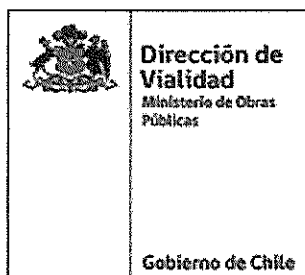 Dirección de
Vialidad
Ministerio de Obras
Públicas
Gobierno de Chile